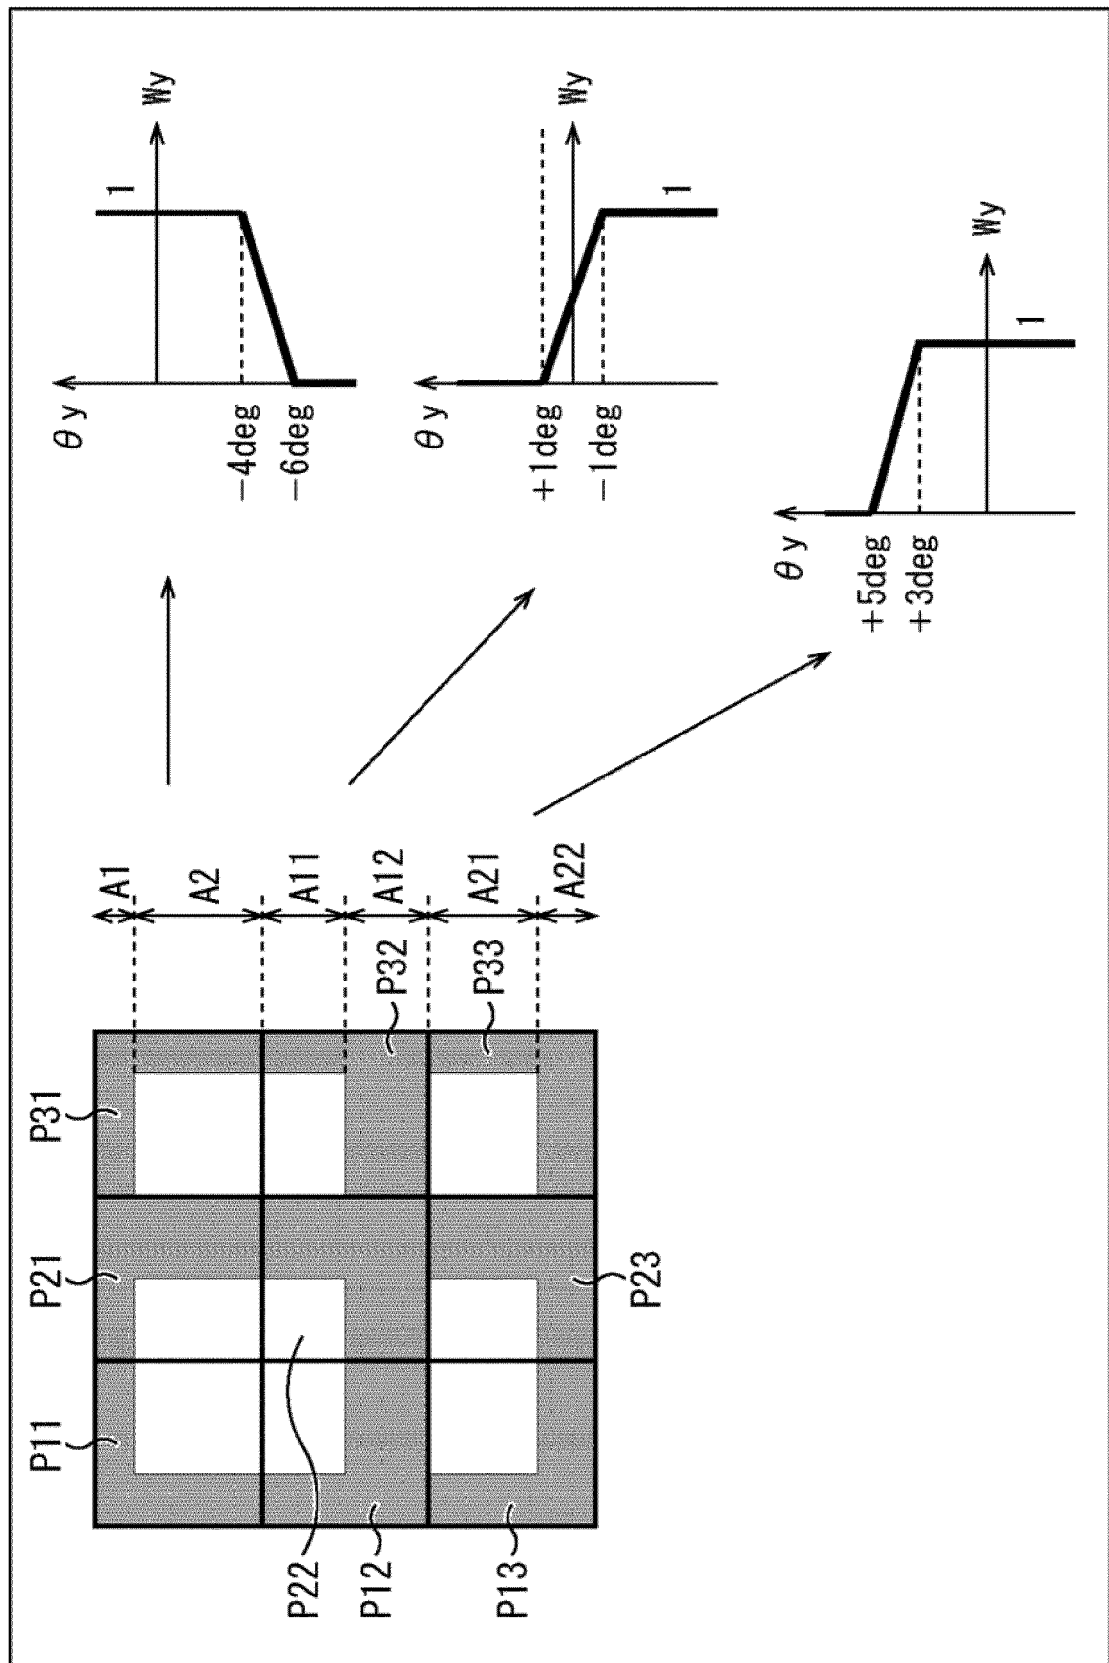 P11
P21
P31
A1
A2
A11
A12
A21
A22
P22
P12
P32
P13
P33
P23
θy
1
Wy
−4deg
−6deg
θy
+1deg
Wy
−1deg
1
θy
+5deg
+3deg
Wy
1